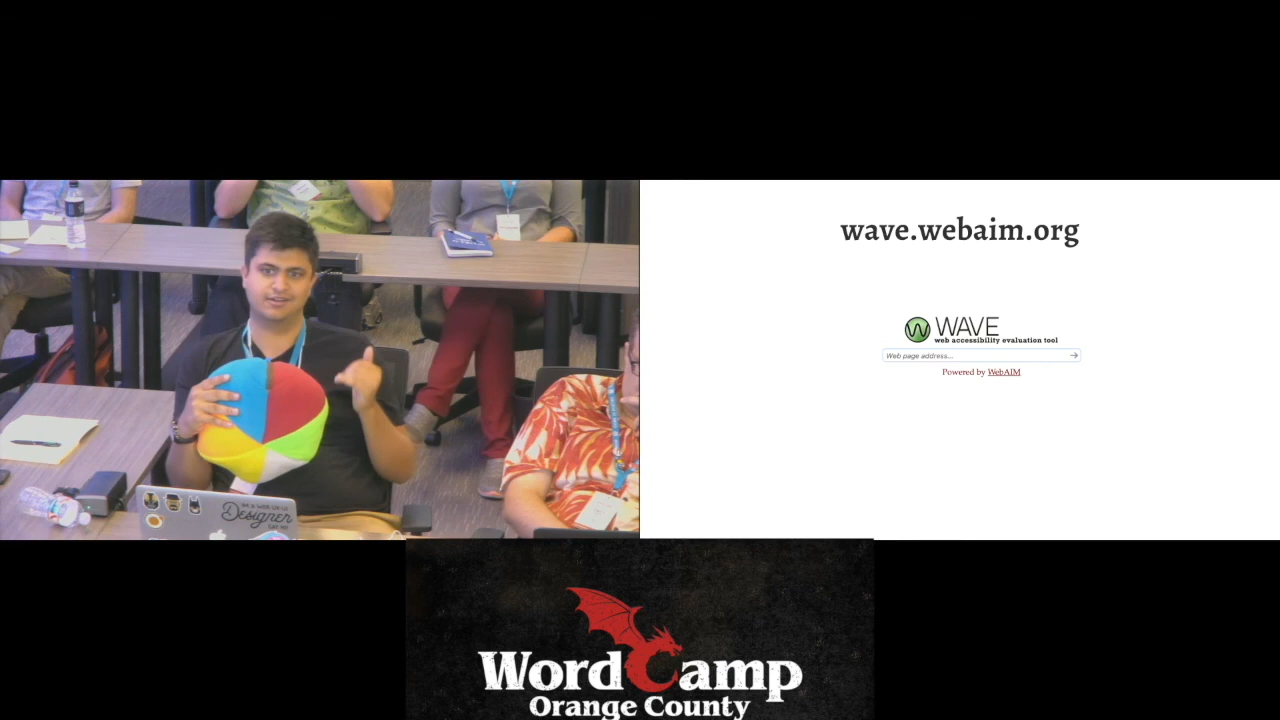 wave.webaim.org
WAVE
web accessibility evaluation tool
Web page address...
Powered by WebAIM
Designer
WordCamp
Orange County